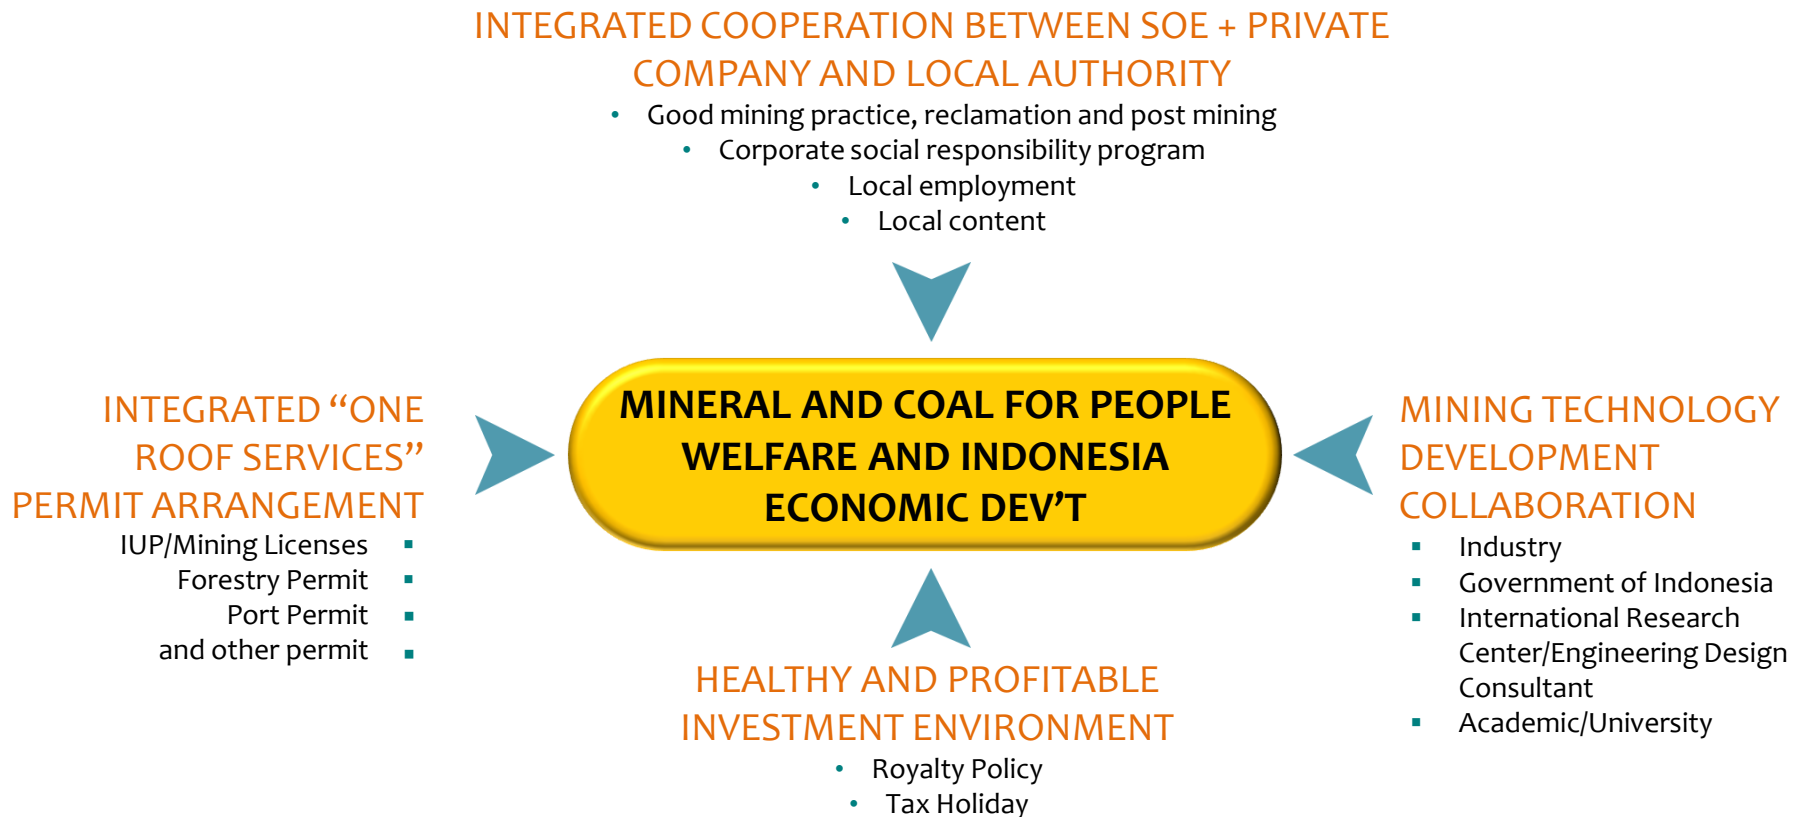 INTEGRATED COOPERATION BETWEEN SOE + PRIVATE
COMPANY AND LOCAL AUTHORITY
• Good mining practice, reclamation and post mining
• Corporate social responsibility program
• Local employment
• Local content
INTEGRATED “ONE
ROOF SERVICES”
PERMIT ARRANGEMENT
IUP/Mining Licenses ▪
Forestry Permit ▪
Port Permit ▪
and other permit ▪
MINERAL AND COAL FOR PEOPLE
WELFARE AND INDONESIA
ECONOMIC DEV’T
MINING TECHNOLOGY
DEVELOPMENT
COLLABORATION
▪ Industry
▪ Government of Indonesia
▪ International Research
Center/Engineering Design
Consultant
▪ Academic/University
HEALTHY AND PROFITABLE
INVESTMENT ENVIRONMENT
• Royalty Policy
• Tax Holiday